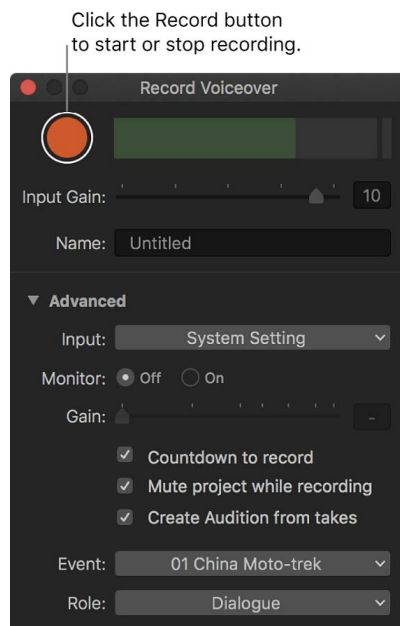 Click the Record button
to start or stop recording.
Record Voiceover
Input Gain: 10
Name: Untitled
Advanced
Input: System Setting
Monitor: Off On
Gain: -
Countdown to record
Mute project while recording
Create Audition from takes
Event: 01 China Moto-trek
Role: Dialogue